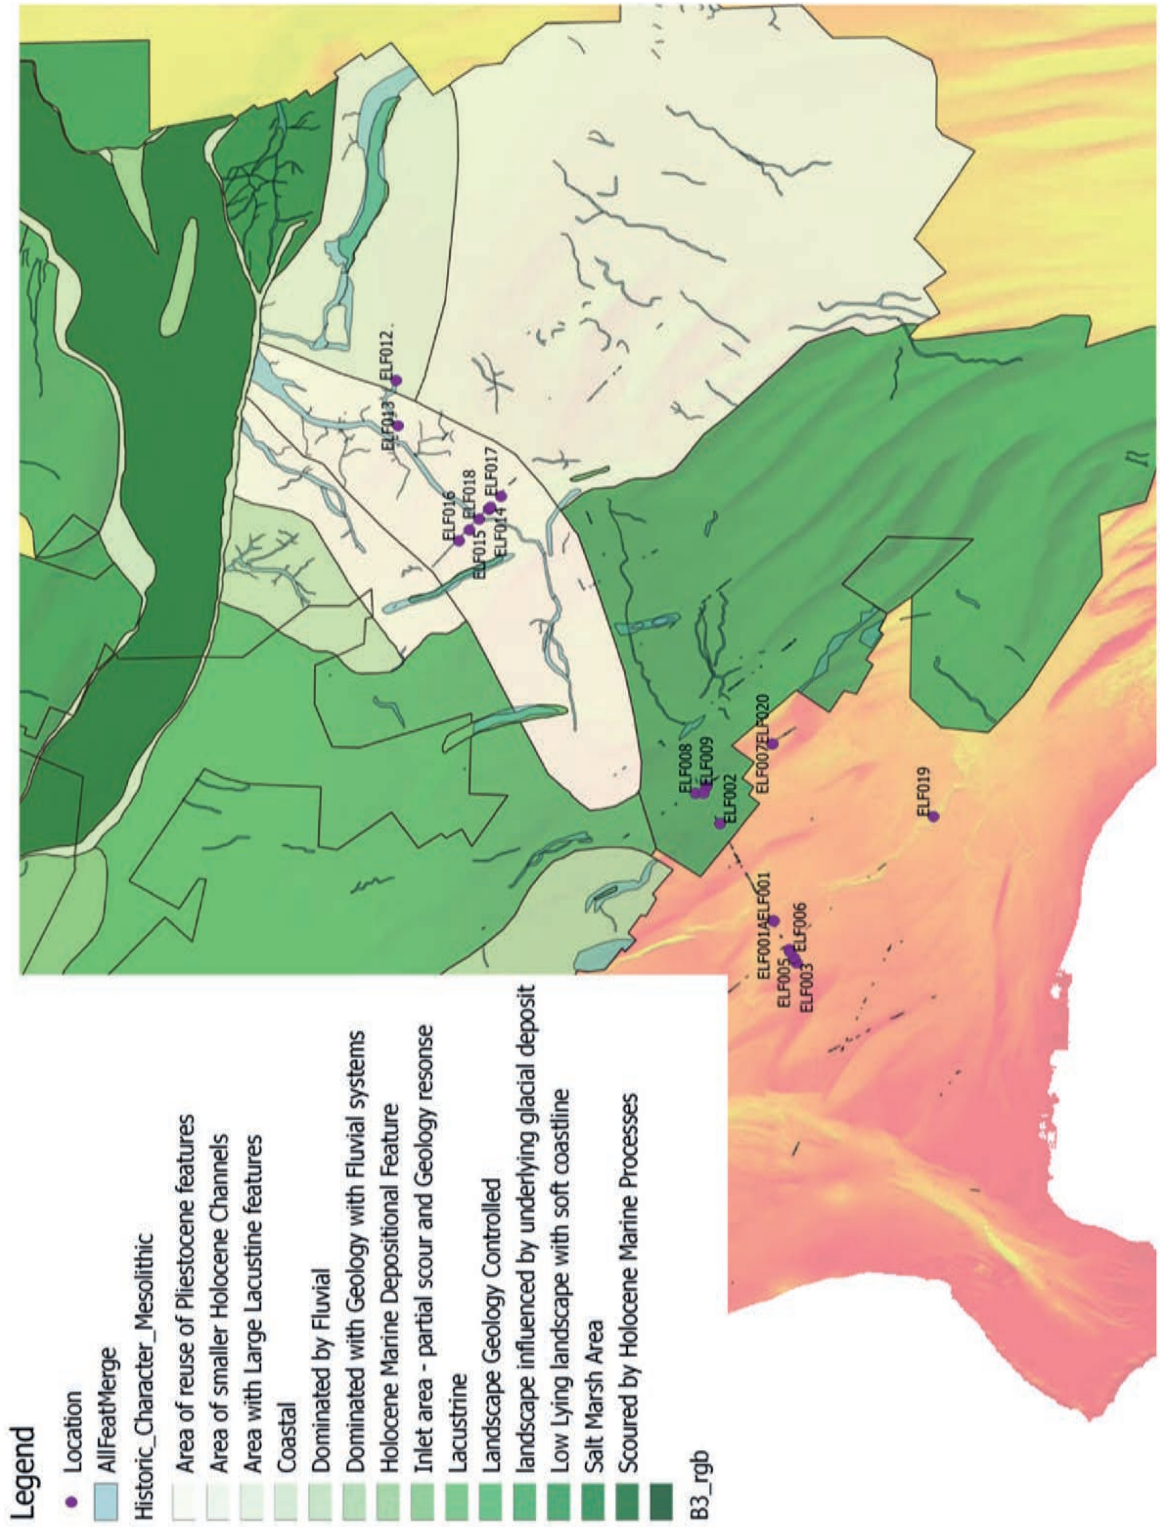 Legend
Location
AllFeatMerge
Historic_Character_Mesolithic
Area of reuse of Pliestocene features
Area of smaller Holocene Channels
Area with Large Lacustine features
Coastal
Dominated by Fluvial
Dominated with Geology with Fluvial systems
Holocene Marine Depositional Feature
Inlet area - partial scour and Geology resonse
Lacustrine
Landscape Geology Controlled
landscape influenced by underlying glacial deposit
Low Lying landscape with soft coastline
Salt Marsh Area
Scoured by Holocene Marine Processes
B3_rgb
ELF012
ELF013
ELF016
ELF018
ELF017
ELF015
ELF014
ELF008
ELF009
ELF002
ELF007ELF020
ELF019
ELF001AELF001
ELF005
ELF006
ELF003